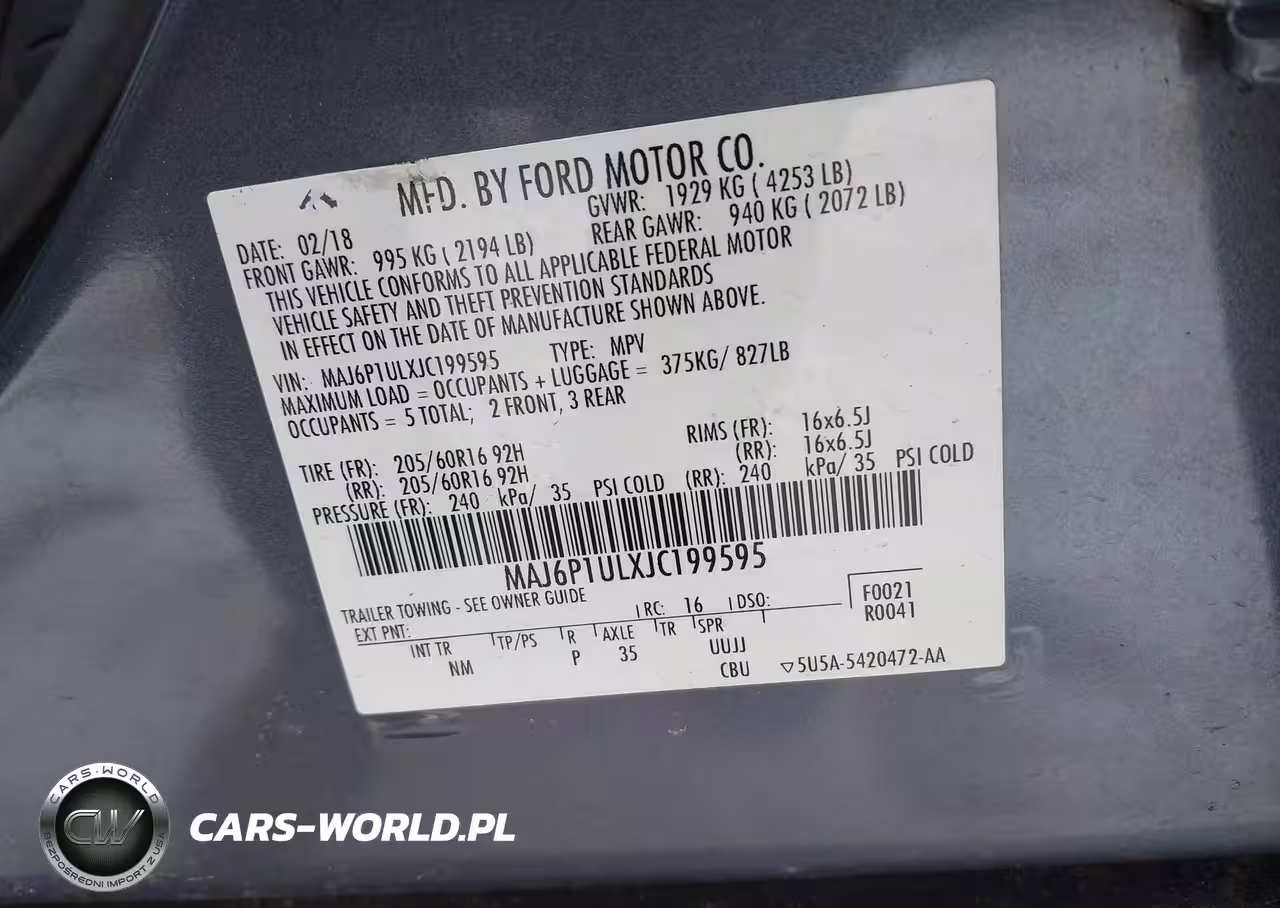 MFD. BY FORD MOTOR CO.
DATE: 02/18 GVWR: 1929 KG ( 4253 LB)
FRONT GAWR: 995 KG ( 2194 LB) REAR GAWR: 940 KG ( 2072 LB)
THIS VEHICLE CONFORMS TO ALL APPLICABLE FEDERAL MOTOR
VEHICLE SAFETY AND THEFT PREVENTION STANDARDS
IN EFFECT ON THE DATE OF MANUFACTURE SHOWN ABOVE.
VIN: MAJ6P1ULXJC199595 TYPE: MPV
MAXIMUM LOAD = OCCUPANTS + LUGGAGE = 375KG/ 827LB
OCCUPANTS = 5 TOTAL; 2 FRONT, 3 REAR
TIRE (FR): 205/60R16 92H RIMS (FR): 16x6.5J
(RR): 205/60R16 92H (RR): 16x6.5J
PRESSURE (FR): 240 kPa/ 35 PSI COLD (RR): 240 kPa/ 35 PSI COLD
MAJ6P1ULXJC199595
TRAILER TOWING - SEE OWNER GUIDE
EXT PNT: RC: 16 DSO: F0021
R0041
INT TR TP/PS R AXLE TR SPR
NM P 35 UUJJ
CBU 5U5A-5420472-AA
CARS-WORLD
CW
BEZPOŚREDNI IMPORT Z USA
CARS-WORLD.PL